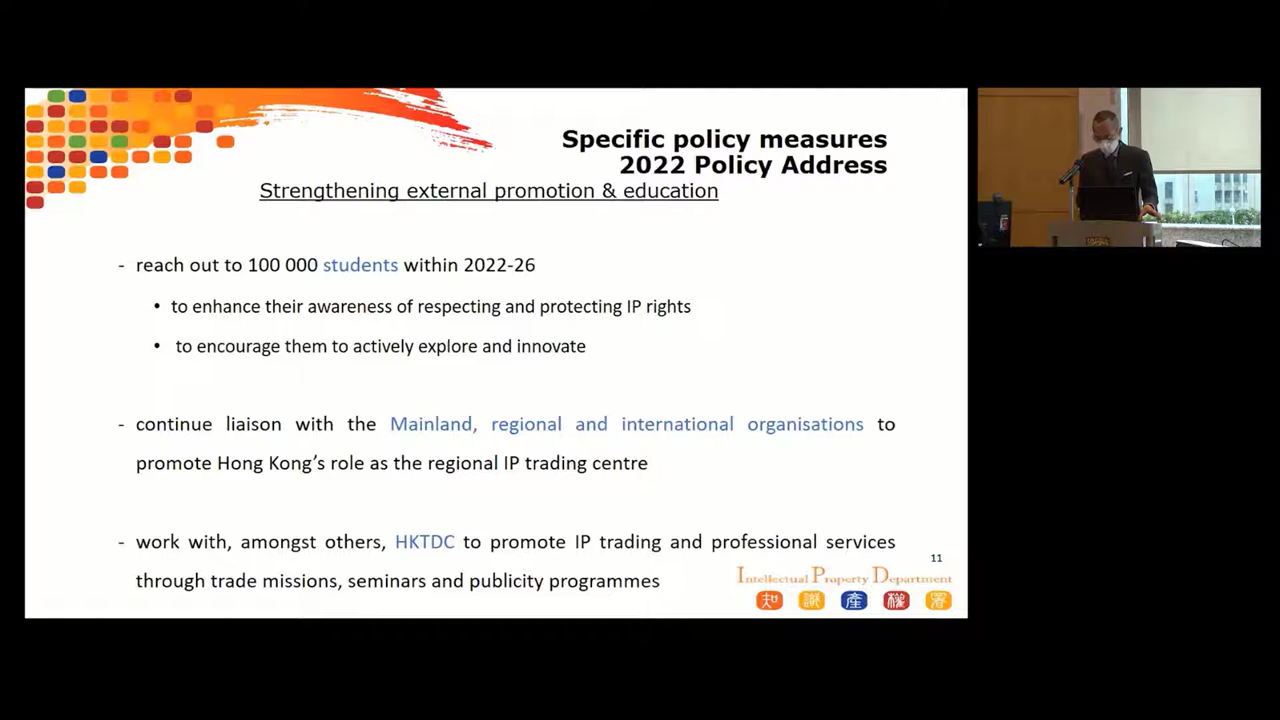 Specific policy measures
2022 Policy Address
Strengthening external promotion & education
- reach out to 100 000 students within 2022-26
• to enhance their awareness of respecting and protecting IP rights
• to encourage them to actively explore and innovate
- continue liaison with the Mainland, regional and international organisations to
promote Hong Kong's role as the regional IP trading centre
- work with, amongst others, HKTDC to promote IP trading and professional services
through trade missions, seminars and publicity programmes
11
Intellectual Property Department
知識產權署